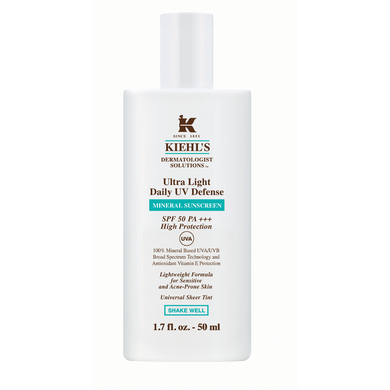 K
SINCE 1851
KIEHL'S
DERMATOLOGIST
SOLUTIONS™
Ultra Light
Daily UV Defense
MINERAL SUNSCREEN
SPF 50 PA +++
High Protection
UVA
100% Mineral Based UVA/UVB
Broad Spectrum Technology and
Antioxidant Vitamin E Protection
Lightweight Formula
for Sensitive
and Acne-Prone Skin
Universal Sheer Tint
SHAKE WELL
1.7 fl. oz. - 50 ml